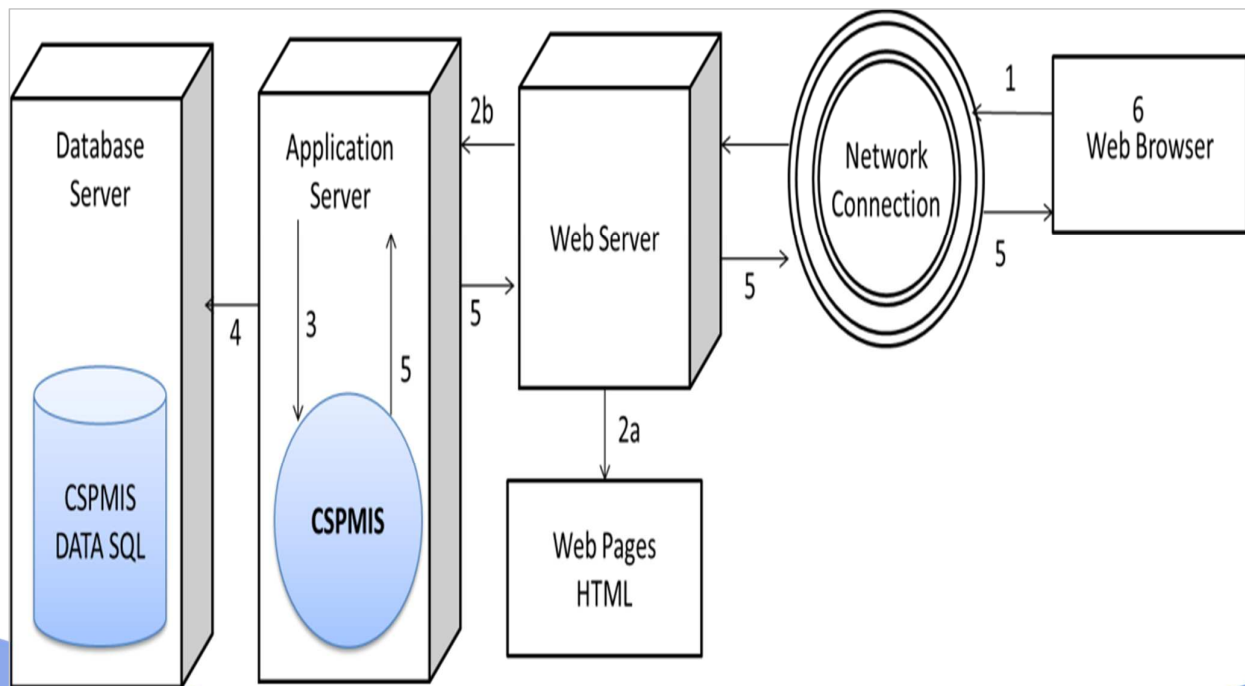 Database
Server
CSPMIS
DATA SQL
4
Application
Server
3
5
CSPMIS
2b
5
Web Server
2a
Web Pages
HTML
5
Network
Connection
1
5
6
Web Browser